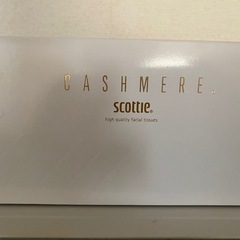 CASHMERE®
scottie®
high quality facial tissues